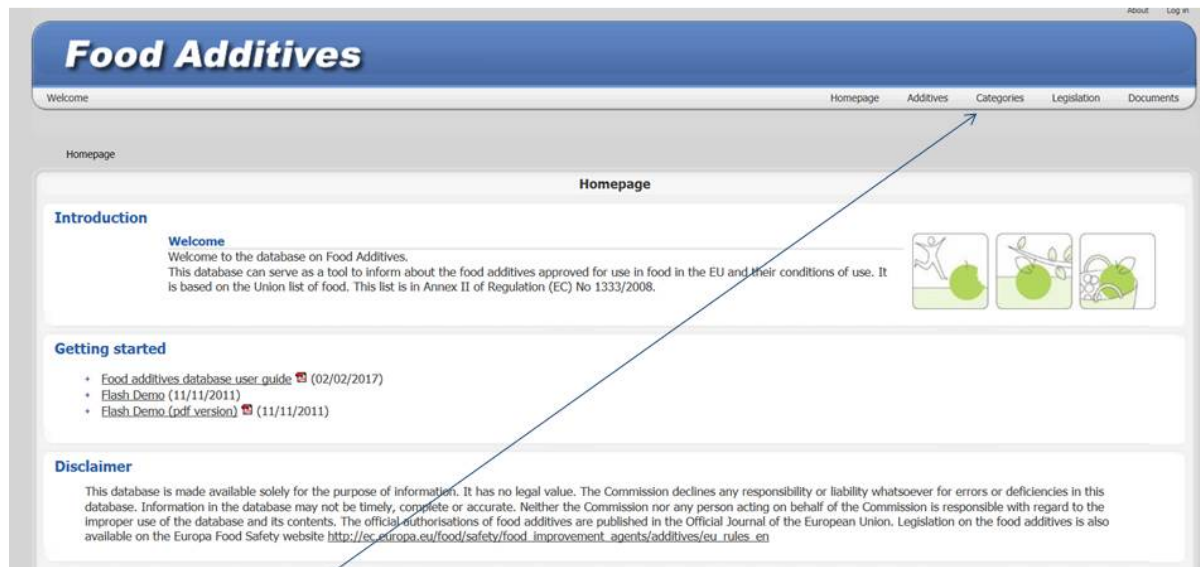 About Log in
Food Additives
Welcome Homepage Additives Categories Legislation Documents
Homepage
Homepage
Introduction
Welcome
Welcome to the database on Food Additives.
This database can serve as a tool to inform about the food additives approved for use in food in the EU and their conditions of use. It
is based on the Union list of food. This list is in Annex II of Regulation (EC) No 1333/2008.
Getting started
Food additives database user guide (02/02/2017)
Flash Demo (11/11/2011)
Flash Demo (pdf version) (11/11/2011)
Disclaimer
This database is made available solely for the purpose of information. It has no legal value. The Commission declines any responsibility or liability whatsoever for errors or deficiencies in this
database. Information in the database may not be timely, complete or accurate. Neither the Commission nor any person acting on behalf of the Commission is responsible with regard to the
improper use of the database and its contents. The official authorisations of food additives are published in the Official Journal of the European Union. Legislation on the food additives is also
available on the Europa Food Safety website http://ec.europa.eu/food/safety/food_improvement_agents/additives/eu_rules_en